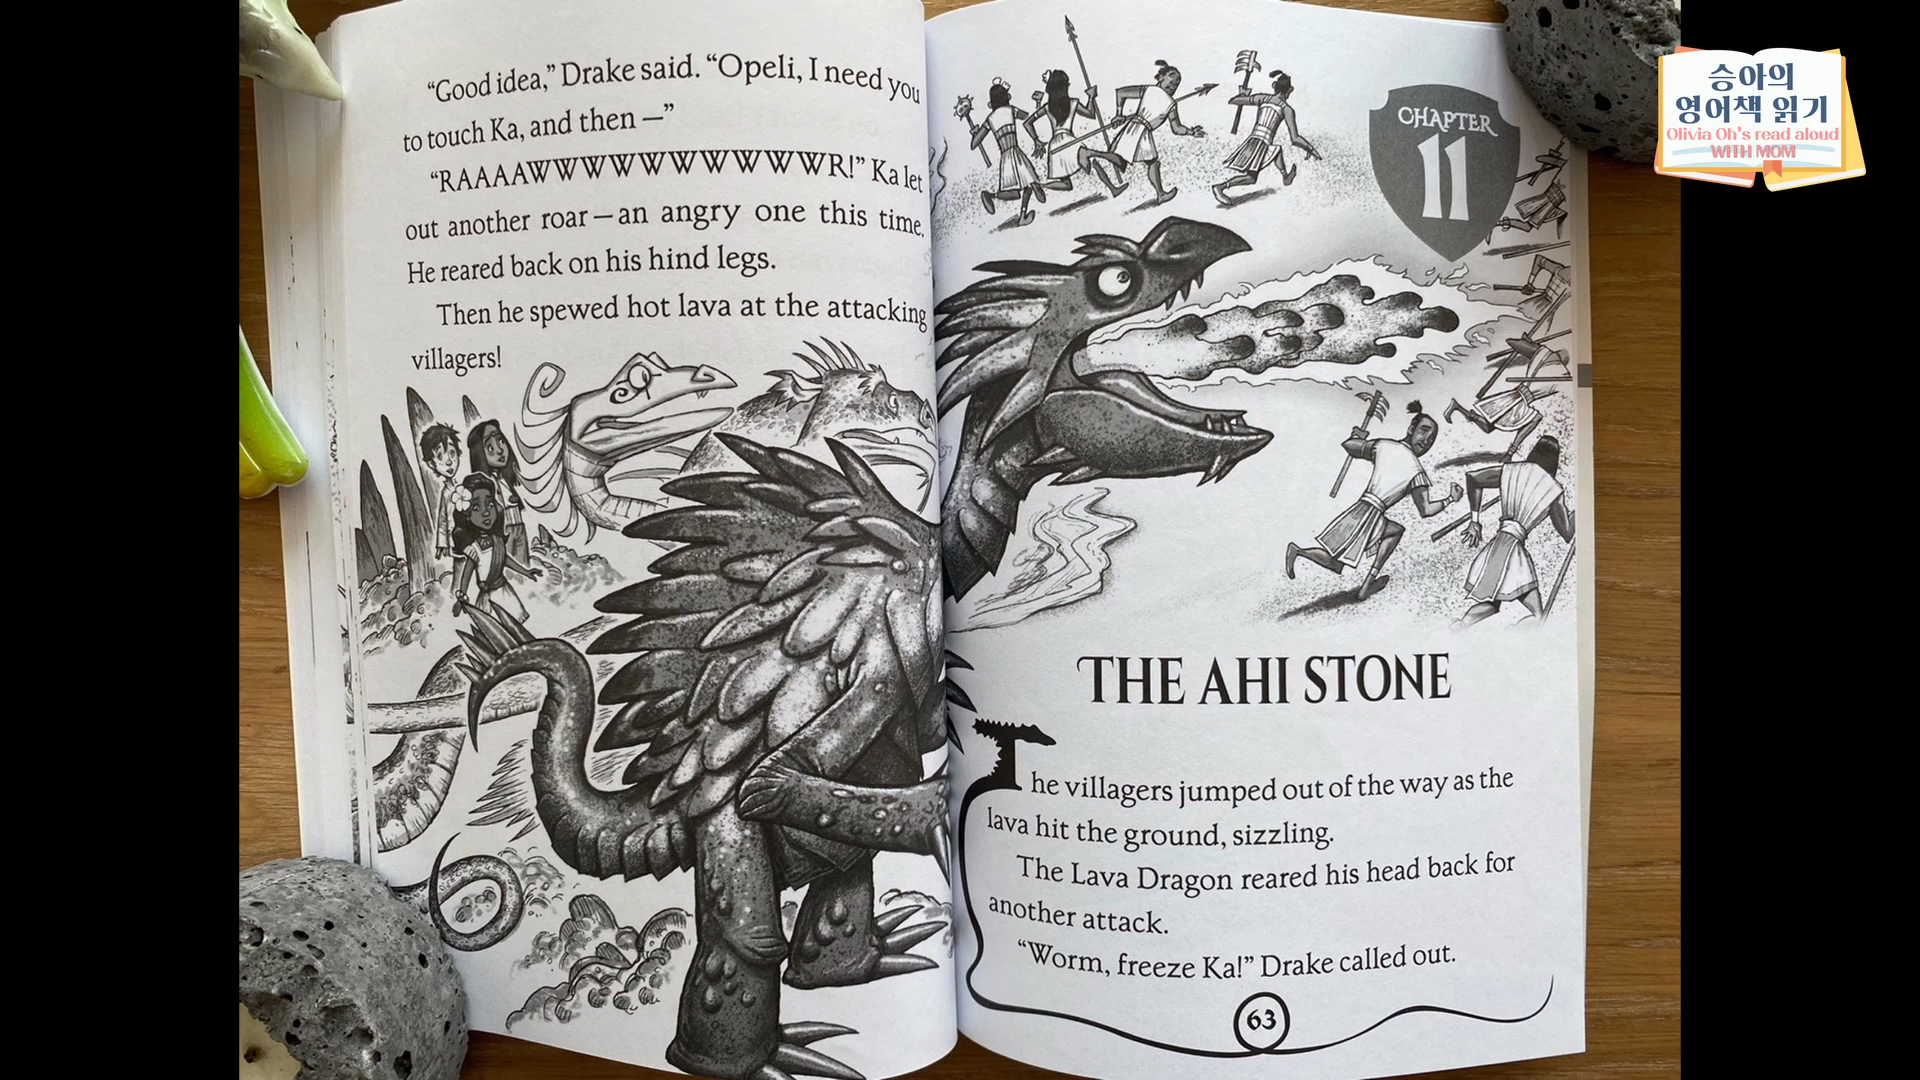 "Good idea," Drake said. "Opeli, I need you
to touch Ka, and then —"
"RAAAAWWWWWWWWWWWR!" Ka let
out another roar — an angry one this time.
He reared back on his hind legs.
Then he spewed hot lava at the attacking
villagers!
CHAPTER
11
THE AHI STONE
The villagers jumped out of the way as the
lava hit the ground, sizzling.
The Lava Dragon reared his head back for
another attack.
"Worm, freeze Ka!" Drake called out.
63
승아의
영어책 읽기
Olivia Oh's read aloud
WITH MOM